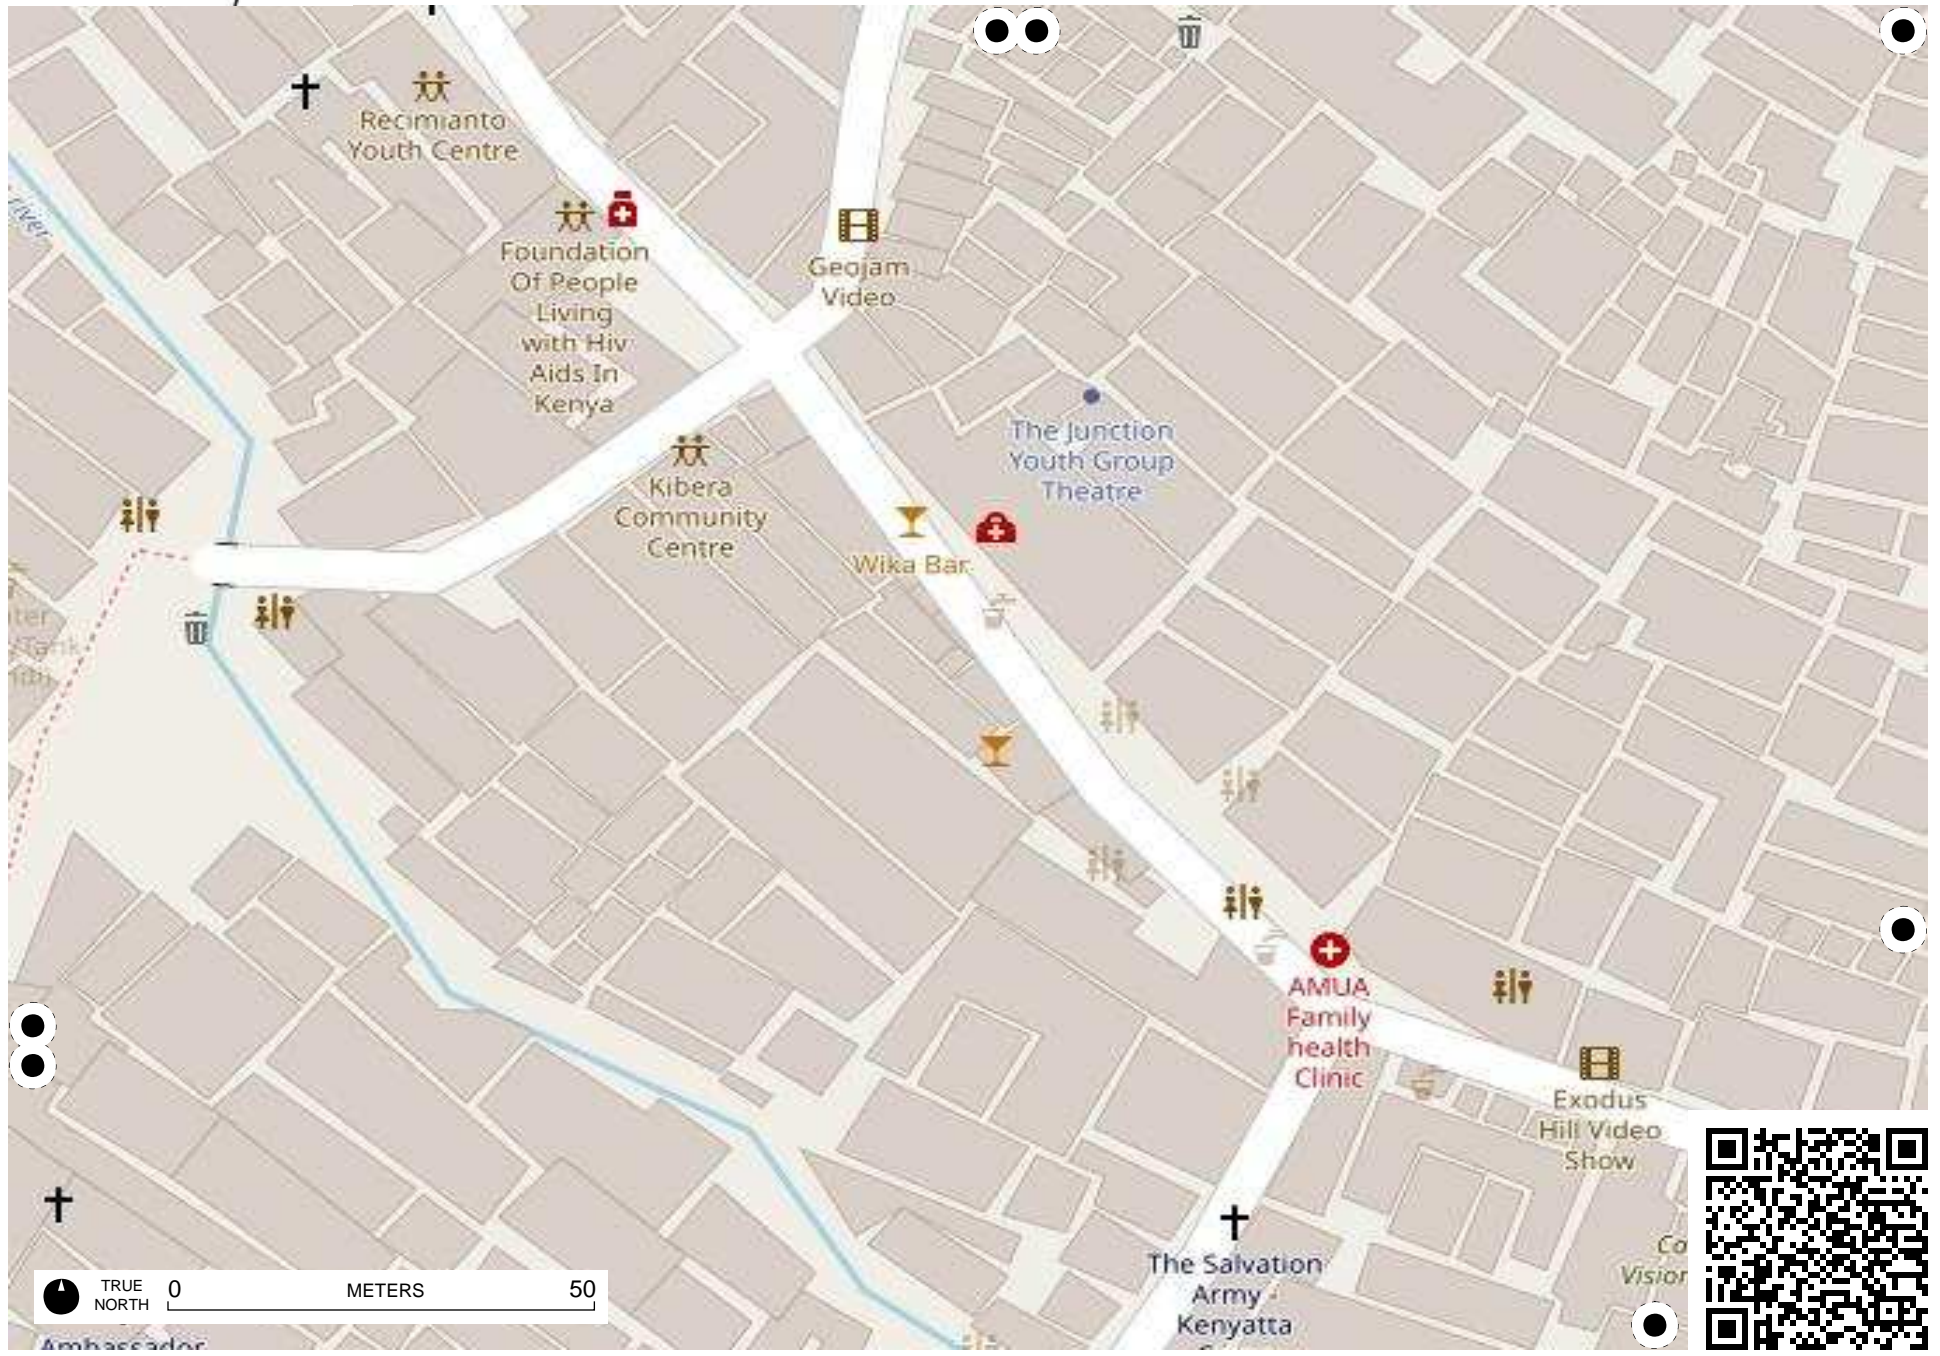 Recimianto
Youth Centre
river
Foundation
Of People
Living
with Hiv
Aids In
Kenya
Geojam
Video
The Junction
Youth Group
Theatre
Kibera
Community
Centre
Wika Bar
AMUA
Family
health
Clinic
Exodus
Hill Video
Show
The Salvation
Army -
Kenyatta
TRUE
NORTH
0 METERS 50
Ambassador